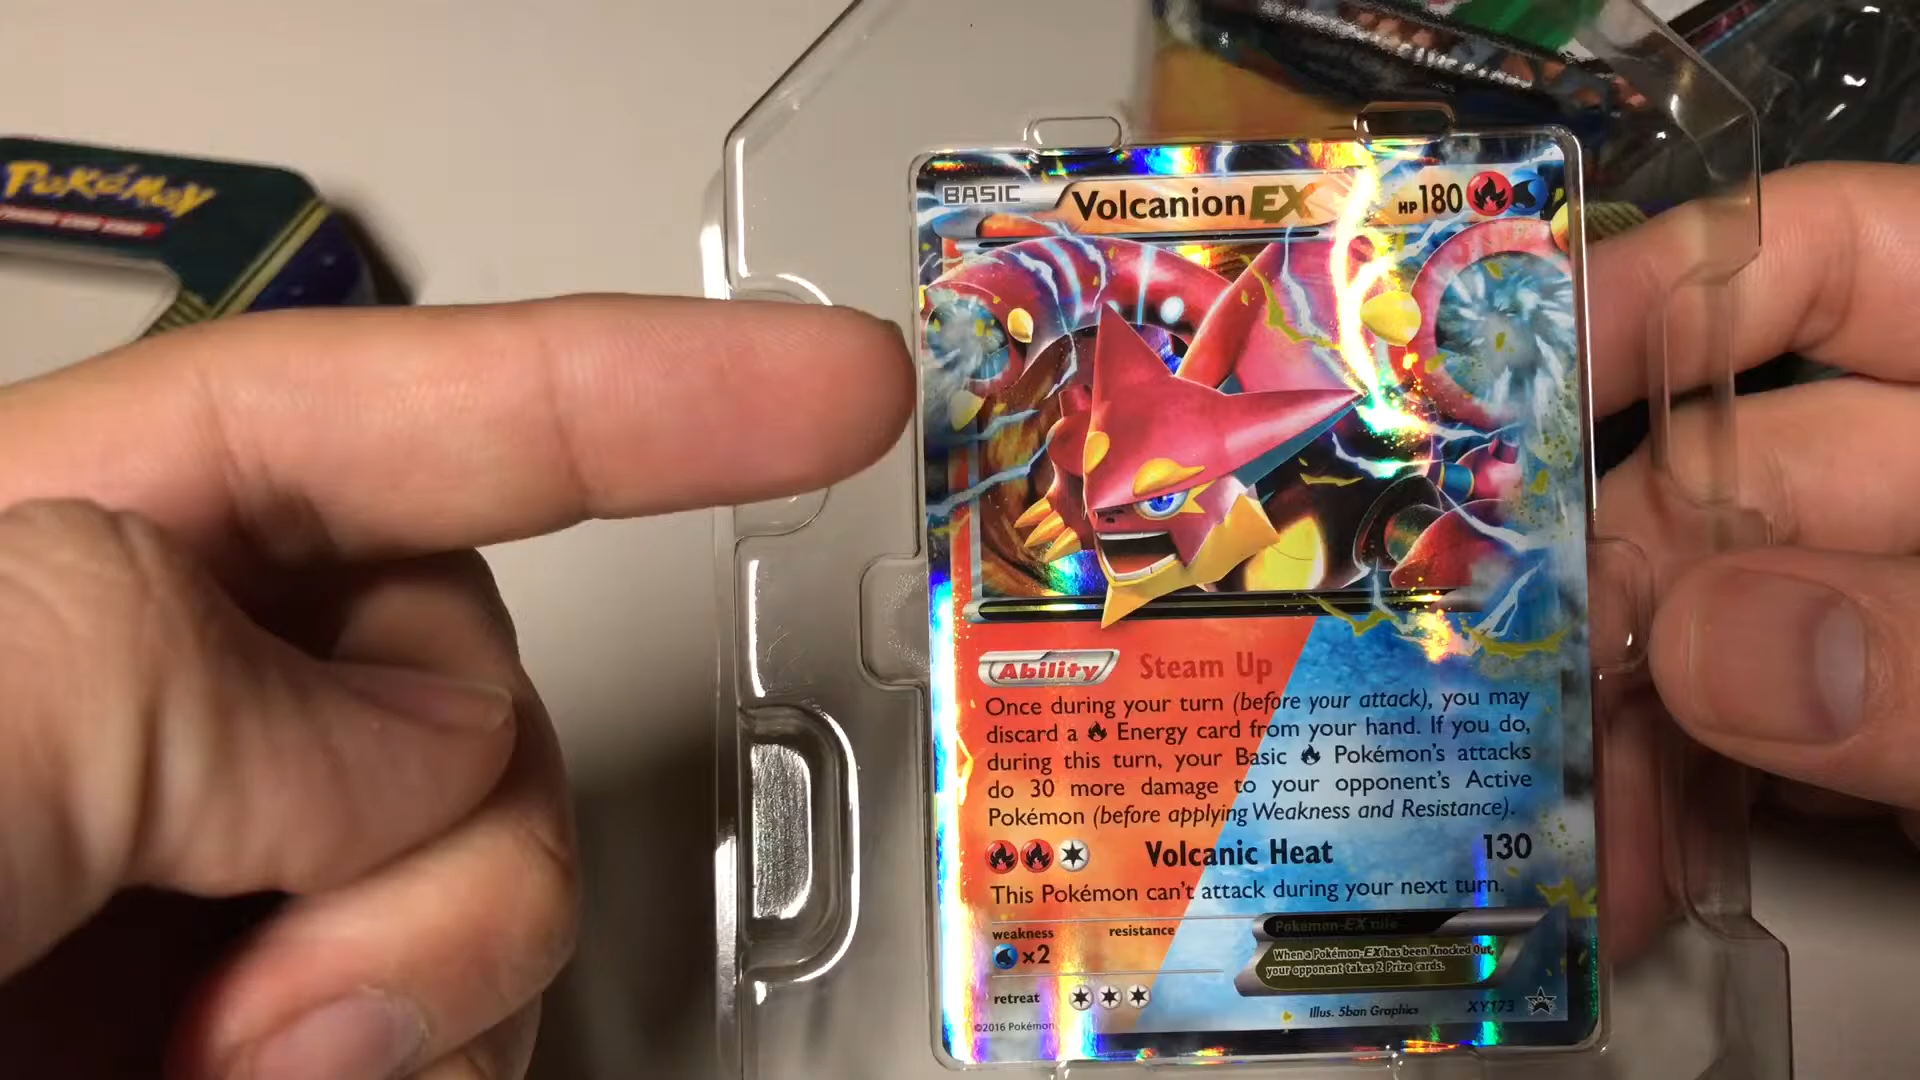 POKéMON
BASIC
Volcanion EX
HP180
Ability Steam Up
Once during your turn (before your attack), you may
discard a Energy card from your hand. If you do,
during this turn, your Basic Pokémon's attacks
do 30 more damage to your opponent's Active
Pokémon (before applying Weakness and Resistance).
Volcanic Heat 130
This Pokémon can't attack during your next turn.
weakness resistance
×2
Pokémon-EX rule
When a Pokémon-EX has been Knocked Out,
your opponent takes 2 Prize cards.
retreat
Illus. 5ban Graphics XY173
©2016 Pokémon